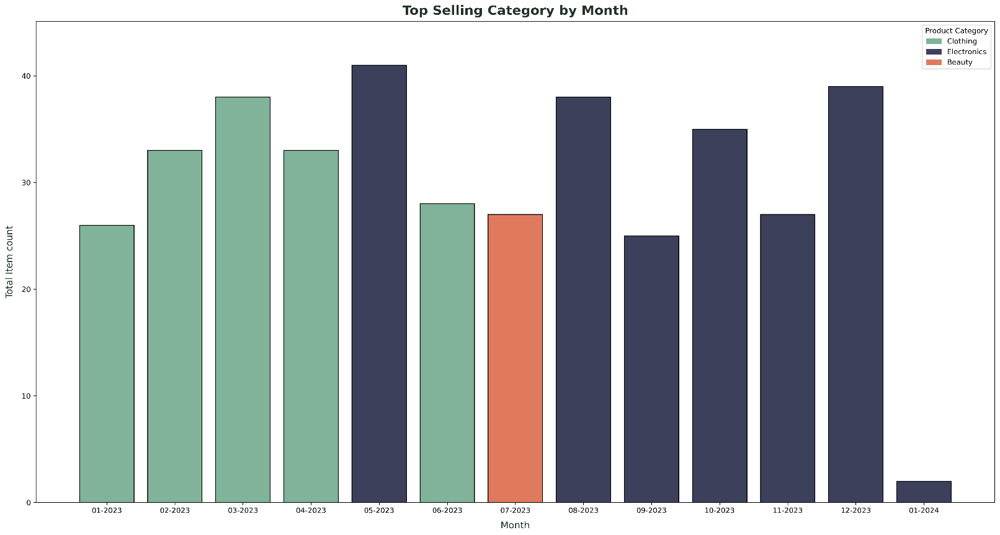 Top Selling Category by Month
Product Category
Clothing
Electronics
Beauty
Total Item count
40
30
20
10
0
01-2023
02-2023
03-2023
04-2023
05-2023
06-2023
07-2023
08-2023
09-2023
10-2023
11-2023
12-2023
01-2024
Month